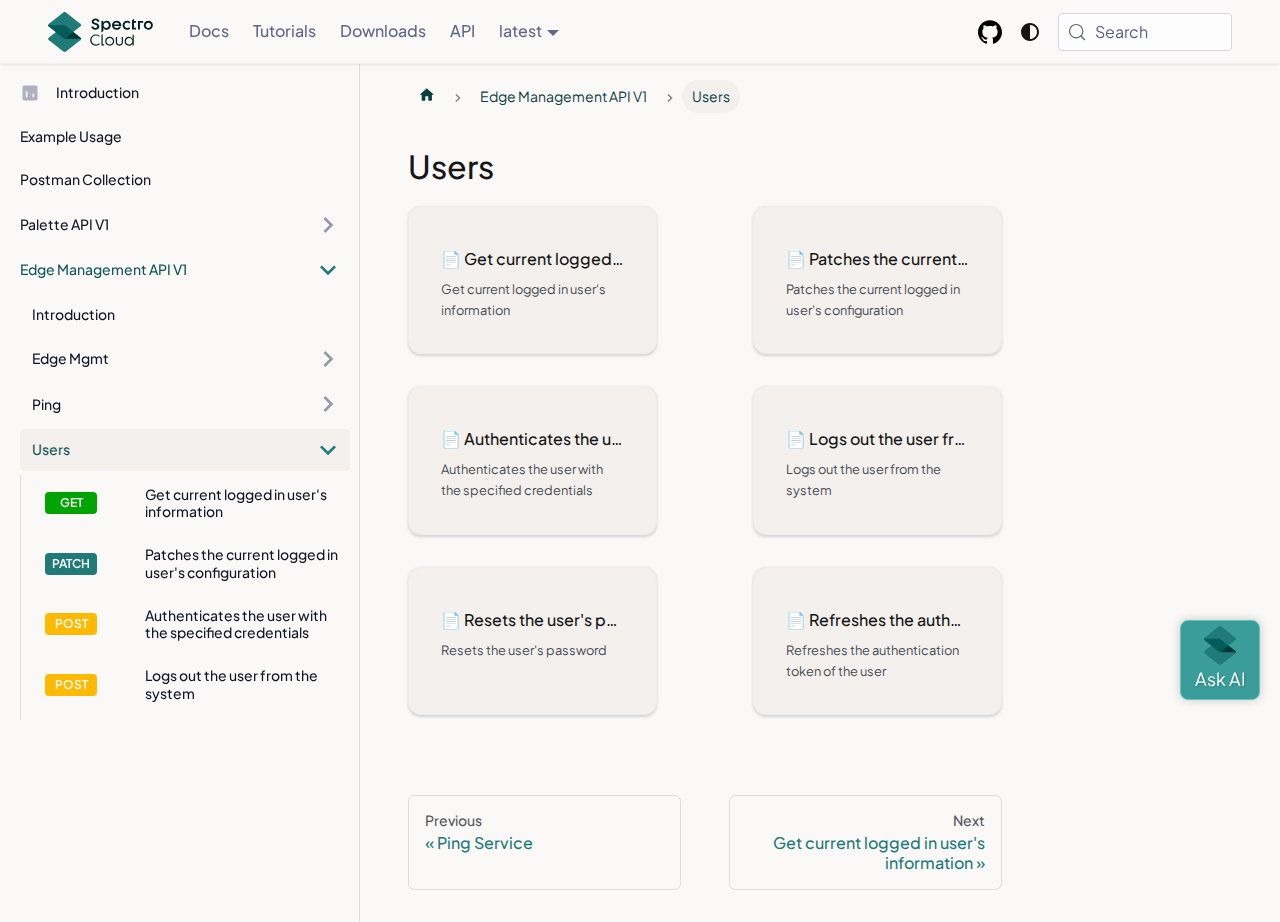 Spectro
Cloud
Docs
Tutorials
Downloads
API
latest
Search
Introduction
Example Usage
Postman Collection
Palette API V1
Edge Management API V1
Introduction
Edge Mgmt
Ping
Users
GET
Get current logged in user's
information
PATCH
Patches the current logged in
user's configuration
POST
Authenticates the user with
the specified credentials
POST
Logs out the user from the
system
Edge Management API V1
Users
Users
Get current logged…
Get current logged in user's
information
Patches the current…
Patches the current logged in
user's configuration
Authenticates the u…
Authenticates the user with
the specified credentials
Logs out the user fr…
Logs out the user from the
system
Resets the user's p…
Resets the user's password
Refreshes the auth…
Refreshes the authentication
token of the user
Previous
« Ping Service
Next
Get current logged in user's
information »
Ask AI